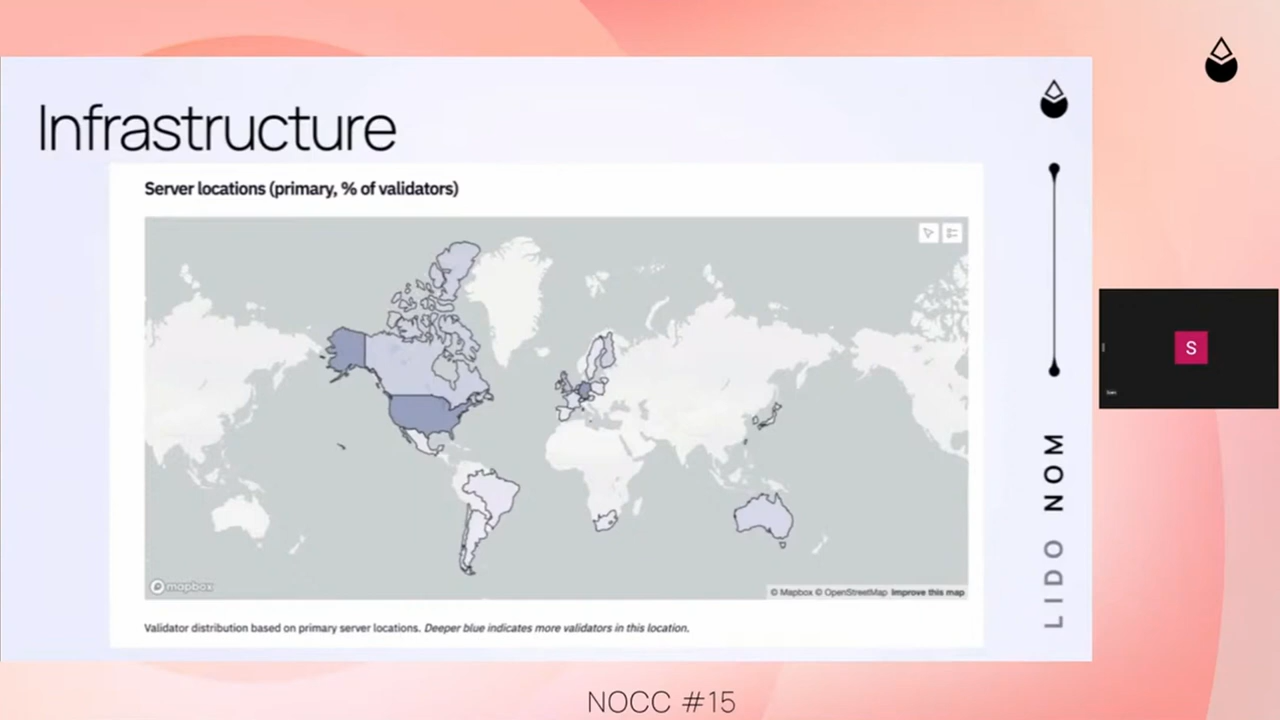 Infrastructure
Server locations (primary, % of validators)
mapbox
© Mapbox © OpenStreetMap Improve this map
Validator distribution based on primary server locations. Deeper blue indicates more validators in this location.
LIDO NOM
S
NOCC #15